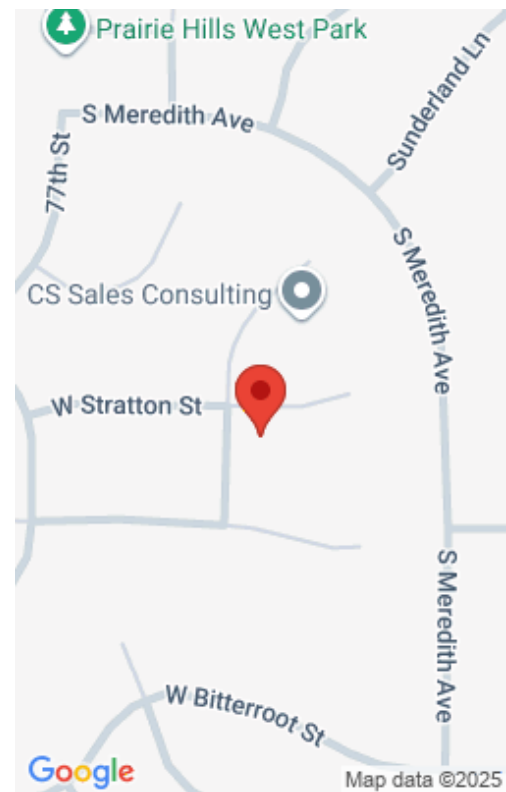 Prairie Hills West Park
S Meredith Ave
Sunderland Ln
77th St
S Meredith Ave
CS Sales Consulting
W Stratton St
S Meredith Ave
W Bitterroot St
Google
Map data ©2025